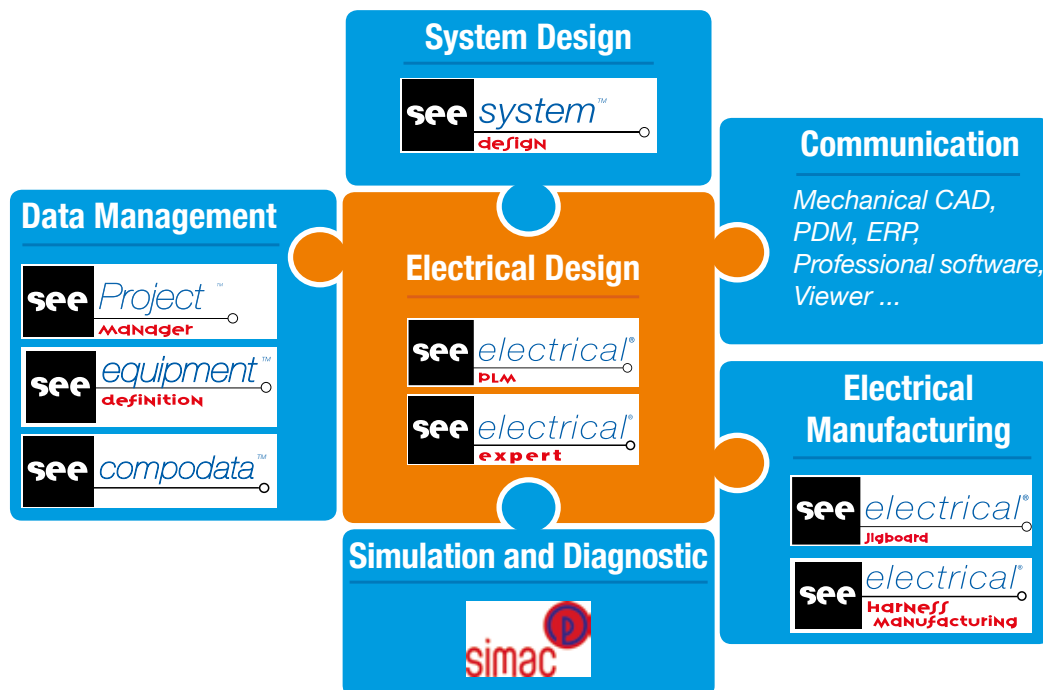 System Design
see system™
design
Communication
Mechanical CAD,
PDM, ERP,
Professional software,
Viewer ...
Data Management
see Project™
manager
see equipment™
definition
see compodata™
Electrical Design
see electrical®
PLM
see electrical®
expert
Electrical
Manufacturing
see electrical®
jigboard
see electrical®
Harness
manufacturing
Simulation and Diagnostic
simac